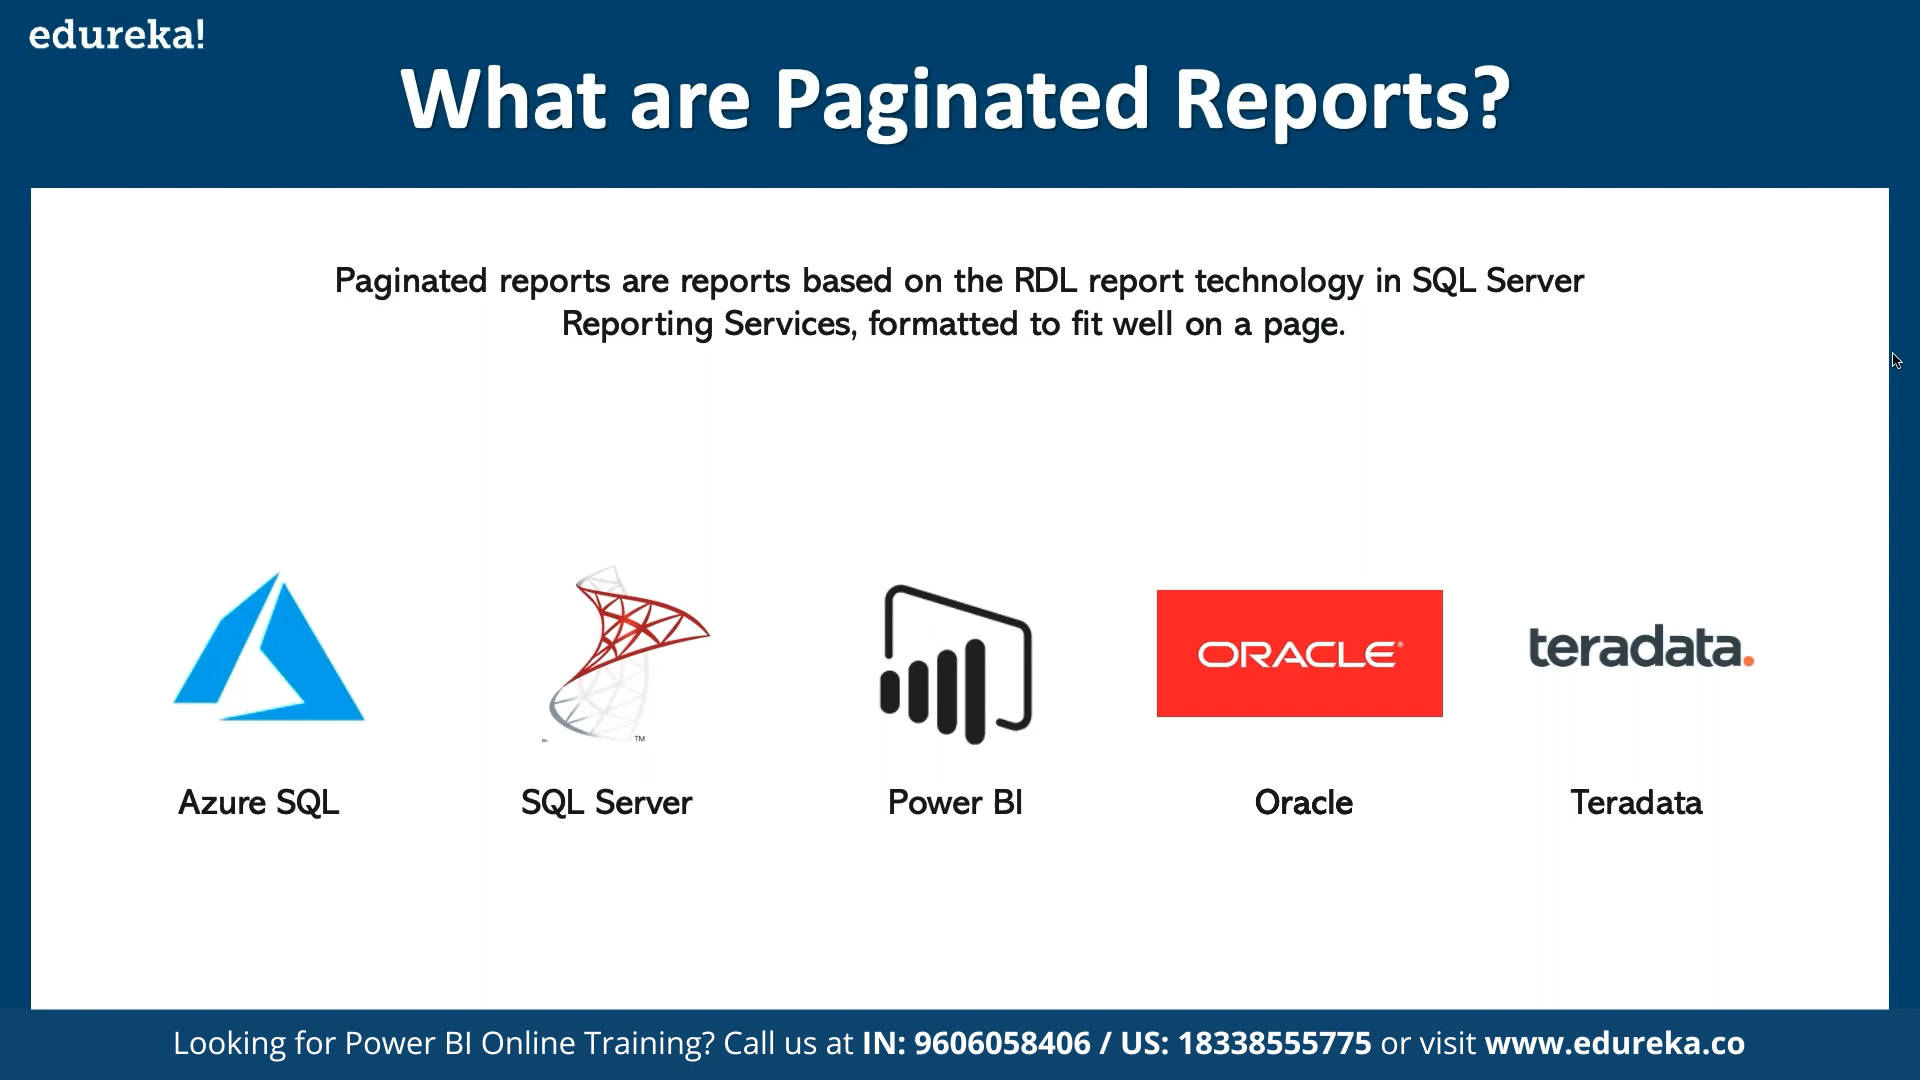 edureka!
What are Paginated Reports?
Paginated reports are reports based on the RDL report technology in SQL Server
Reporting Services, formatted to fit well on a page.
TM
ORACLE®
teradata.
Azure SQL
SQL Server
Power BI
Oracle
Teradata
Looking for Power BI Online Training? Call us at IN: 9606058406 / US: 18338555775 or visit www.edureka.co